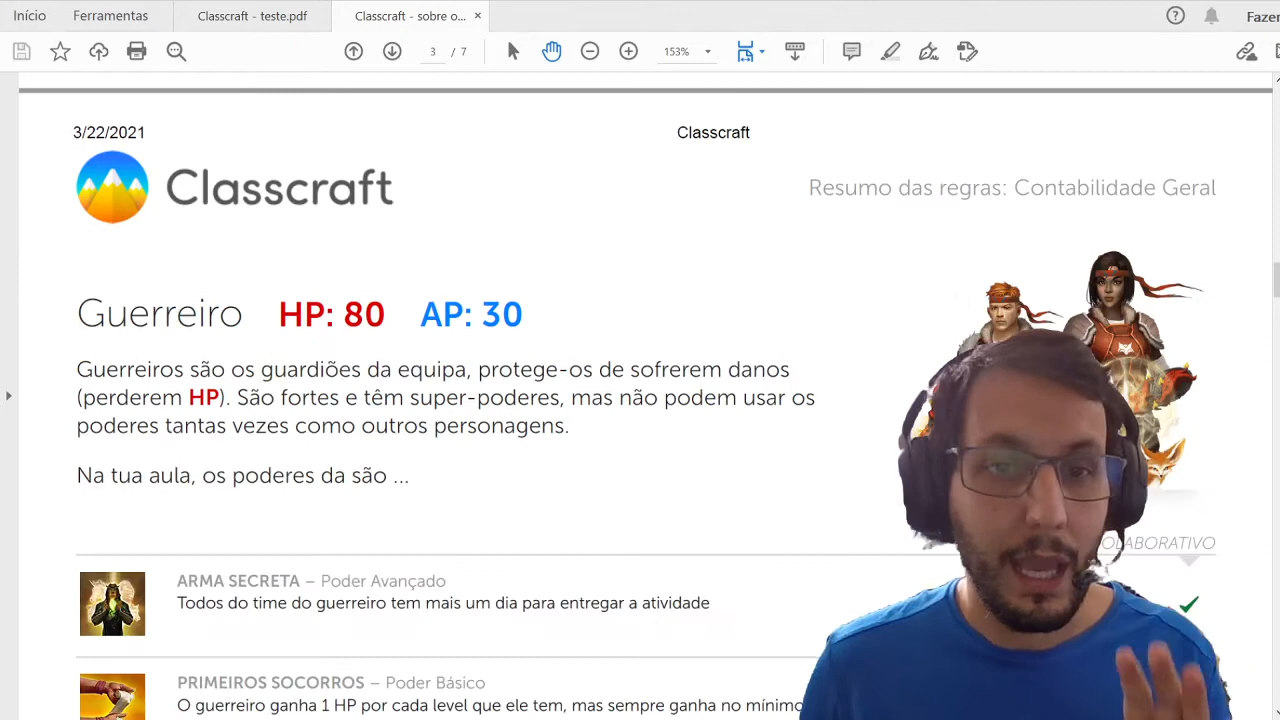 Início
Ferramentas
Classcraft - teste.pdf
Classcraft - sobre o...
Fazer
3
/ 7
153%
3/22/2021
Classcraft
Classcraft
Resumo das regras: Contabilidade Geral
Guerreiro HP: 80 AP: 30
Guerreiros são os guardiões da equipa, protege-os de sofrerem danos
(perderem HP). São fortes e têm super-poderes, mas não podem usar os
poderes tantas vezes como outros personagens.
Na tua aula, os poderes da são ...
OLABORATIVO
ARMA SECRETA – Poder Avançado
Todos do time do guerreiro tem mais um dia para entregar a atividade
PRIMEIROS SOCORROS – Poder Básico
O guerreiro ganha 1 HP por cada level que ele tem, mas sempre ganha no mínimo